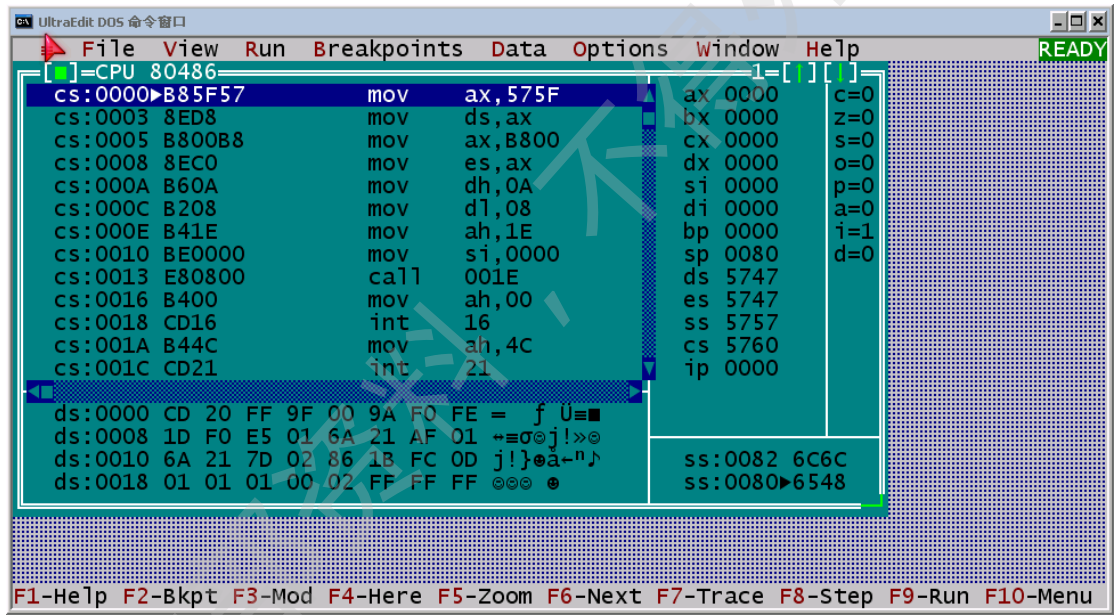 UltraEdit DOS 命令窗口
File View Run Breakpoints Data Options Window Help READY
[■]=CPU 80486 1=[↑][↓]
cs:0000►B85F57 mov ax,575F ax 0000 c=0
cs:0003 8ED8 mov ds,ax bx 0000 z=0
cs:0005 B800B8 mov ax,B800 cx 0000 s=0
cs:0008 8EC0 mov es,ax dx 0000 o=0
cs:000A B60A mov dh,0A si 0000 p=0
cs:000C B208 mov dl,08 di 0000 a=0
cs:000E B41E mov ah,1E bp 0000 i=1
cs:0010 BE0000 mov si,0000 sp 0080 d=0
cs:0013 E80800 call 001E ds 5747
cs:0016 B400 mov ah,00 es 5747
cs:0018 CD16 int 16 ss 5757
cs:001A B44C mov ah,4C cs 5760
cs:001C CD21 int 21 ip 0000
ds:0000 CD 20 FF 9F 00 9A F0 FE = ƒ Ü≡■
ds:0008 1D F0 E5 01 6A 21 AF 01 ↔≡σ☺j!»☺
ds:0010 6A 21 7D 02 86 1B FC 0D j!}☻å←ⁿ♪ ss:0082 6C6C
ds:0018 01 01 01 00 02 FF FF FF ☺☺☺ ☻ ss:0080►6548
F1-Help F2-Bkpt F3-Mod F4-Here F5-Zoom F6-Next F7-Trace F8-Step F9-Run F10-Menu